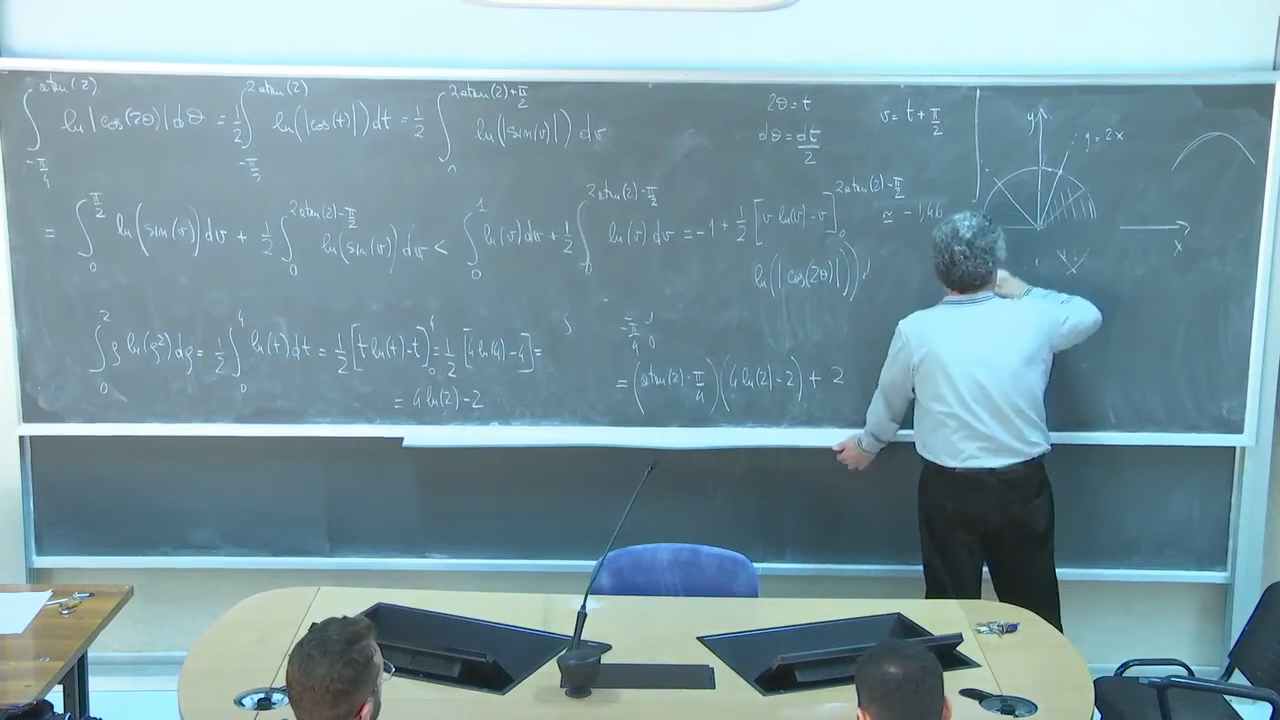 ∫_{-π/4}^{atan(2)} ln|cos(2θ)|dθ = 1/2 ∫_{-π/2}^{2atan(2)} ln(|cos(t)|)dt = 1/2 ∫_0^{2atan(2)+π/2} ln(|sin(v)|)dv
2θ=t
dθ=dt/2
v=t+π/2
y
y=2x
x
= ∫_0^{π/2} ln(sin(v))dv + 1/2 ∫_0^{2atan(2)-π/2} ln(sin(v))dv < ∫_0^1 ln(v)dv + 1/2 ∫_0^{2atan(2)-π/2} ln(v)dv = -1 + 1/2 [v ln(v)-v]_0^{2atan(2)-π/2} ≃ -1,46
ln(|cos(2θ)|)
∫_0^2 ρ ln(ρ²)dρ = 1/2 ∫_0^4 ln(t)dt = 1/2 [t ln(t)-t]_0^4 = 1/2 [4ln(4)-4] =
= 4 ln(2)-2
-π/4 0
= (atan(2)-π/4)(4 ln(2)-2)+2